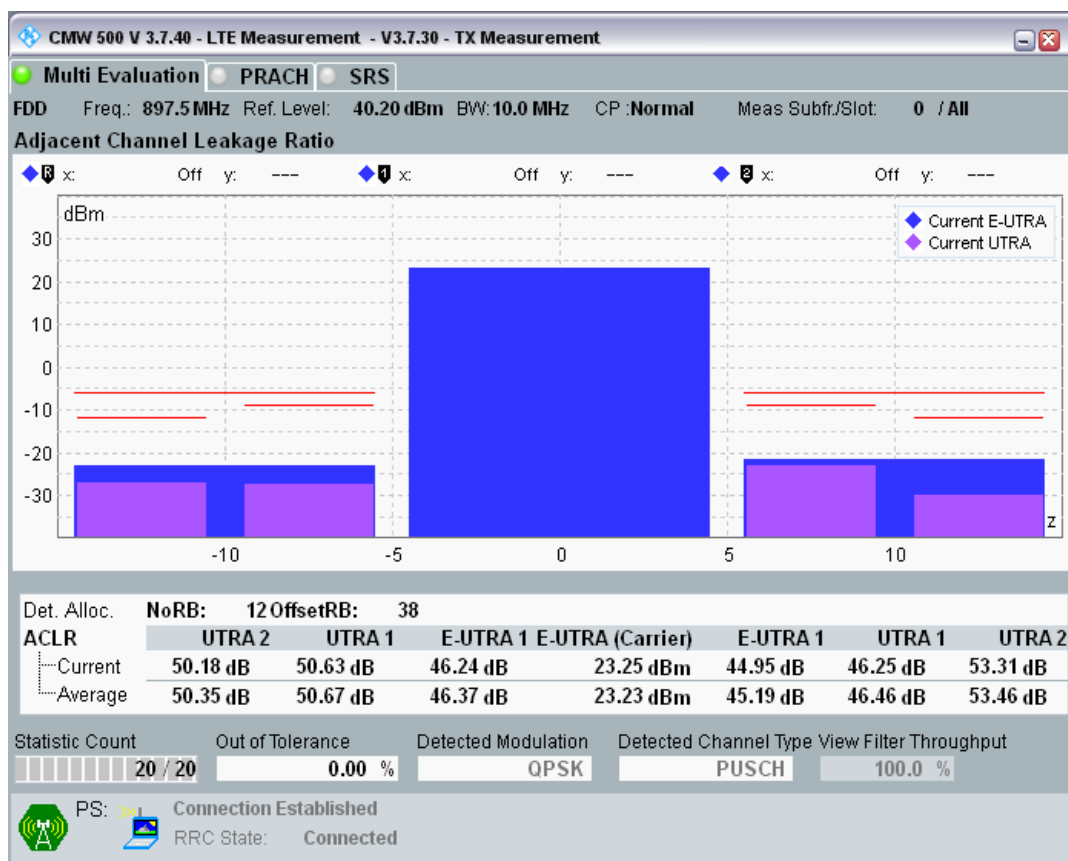 CMW 500 V 3.7.40 - LTE Measurement - V3.7.30 - TX Measurement
Multi Evaluation PRACH SRS
FDD Freq.: 897.5 MHz Ref. Level: 40.20 dBm BW: 10.0 MHz CP :Normal Meas Subfr./Slot: 0 / All
Adjacent Channel Leakage Ratio
R x: Off y: --- 1 x: Off y: --- 2 x: Off y: ---
dBm
Current E-UTRA
Current UTRA
30
20
10
0
-10
-20
-30
z
-10 -5 0 5 10
Det. Alloc. NoRB: 12 OffsetRB: 38
ACLR UTRA 2 UTRA 1 E-UTRA 1 E-UTRA (Carrier) E-UTRA 1 UTRA 1 UTRA 2
Current 50.18 dB 50.63 dB 46.24 dB 23.25 dBm 44.95 dB 46.25 dB 53.31 dB
Average 50.35 dB 50.67 dB 46.37 dB 23.23 dBm 45.19 dB 46.46 dB 53.46 dB
Statistic Count Out of Tolerance Detected Modulation Detected Channel Type View Filter Throughput
20 / 20 0.00 % QPSK PUSCH 100.0 %
PS: Connection Established
RRC State: Connected